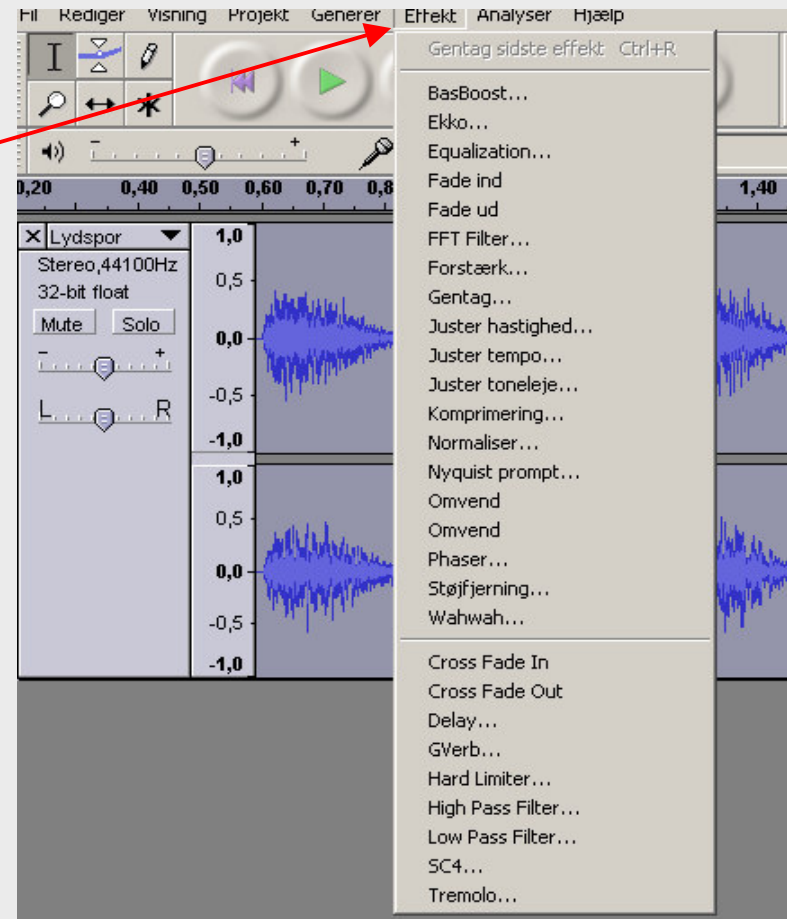 Fil Rediger Visning Projekt Generer Effekt Analyser Hjælp
Gentag sidste effekt Ctrl+R
BasBoost...
Ekko...
Equalization...
Fade ind
Fade ud
FFT Filter...
Forstærk...
Gentag...
Juster hastighed...
Juster tempo...
Juster toneleje...
Komprimering...
Normaliser...
Nyquist prompt...
Omvend
Omvend
Phaser...
Støjfjerning...
Wahwah...
Cross Fade In
Cross Fade Out
Delay...
GVerb...
Hard Limiter...
High Pass Filter...
Low Pass Filter...
SC4...
Tremolo...
- +
0,20 0,40 0,50 0,60 0,70 0,8 1,40
X Lydspor
Stereo,44100Hz
32-bit float
Mute Solo
- +
L R
1,0
0,5
0,0
-0,5
-1,0
1,0
0,5
0,0
-0,5
-1,0